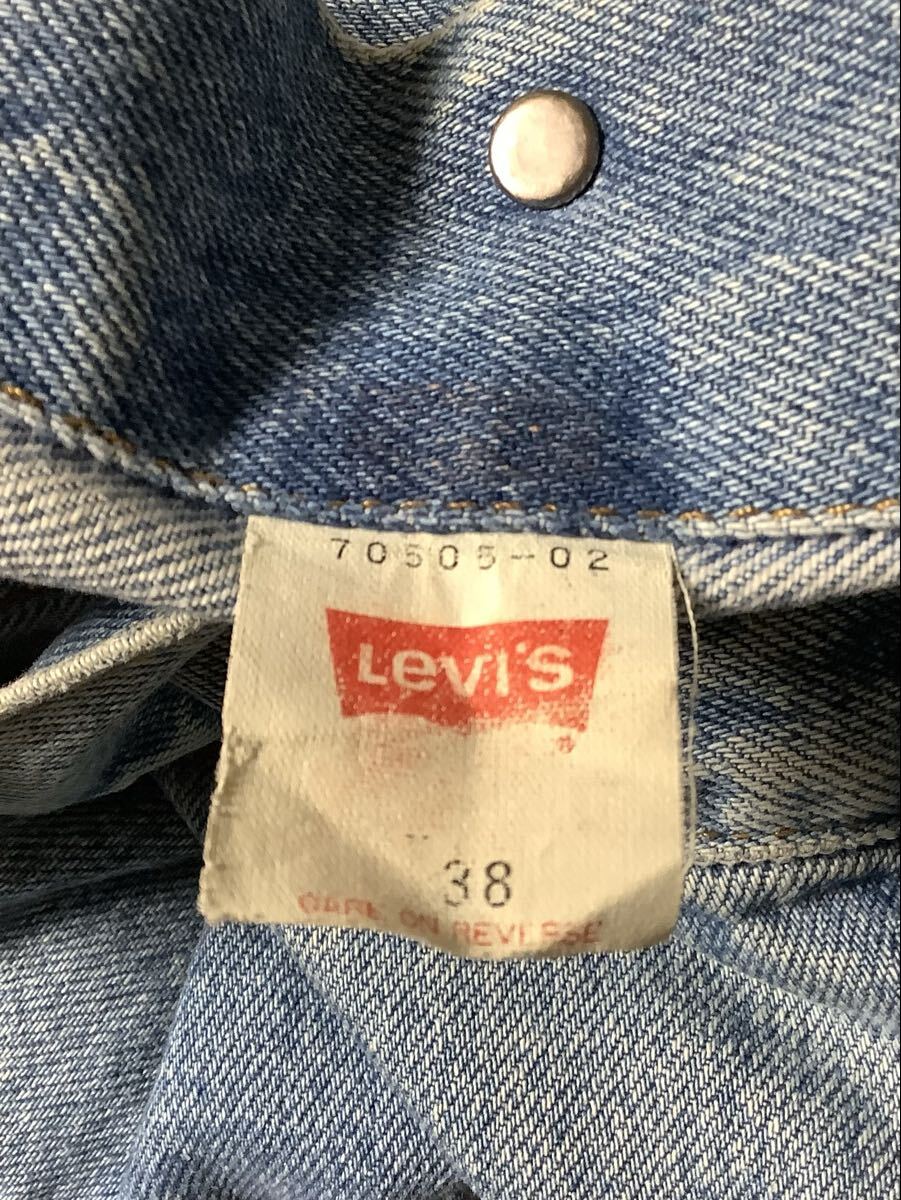 70505-02
Levi's
®
38
CARE ON REVERSE